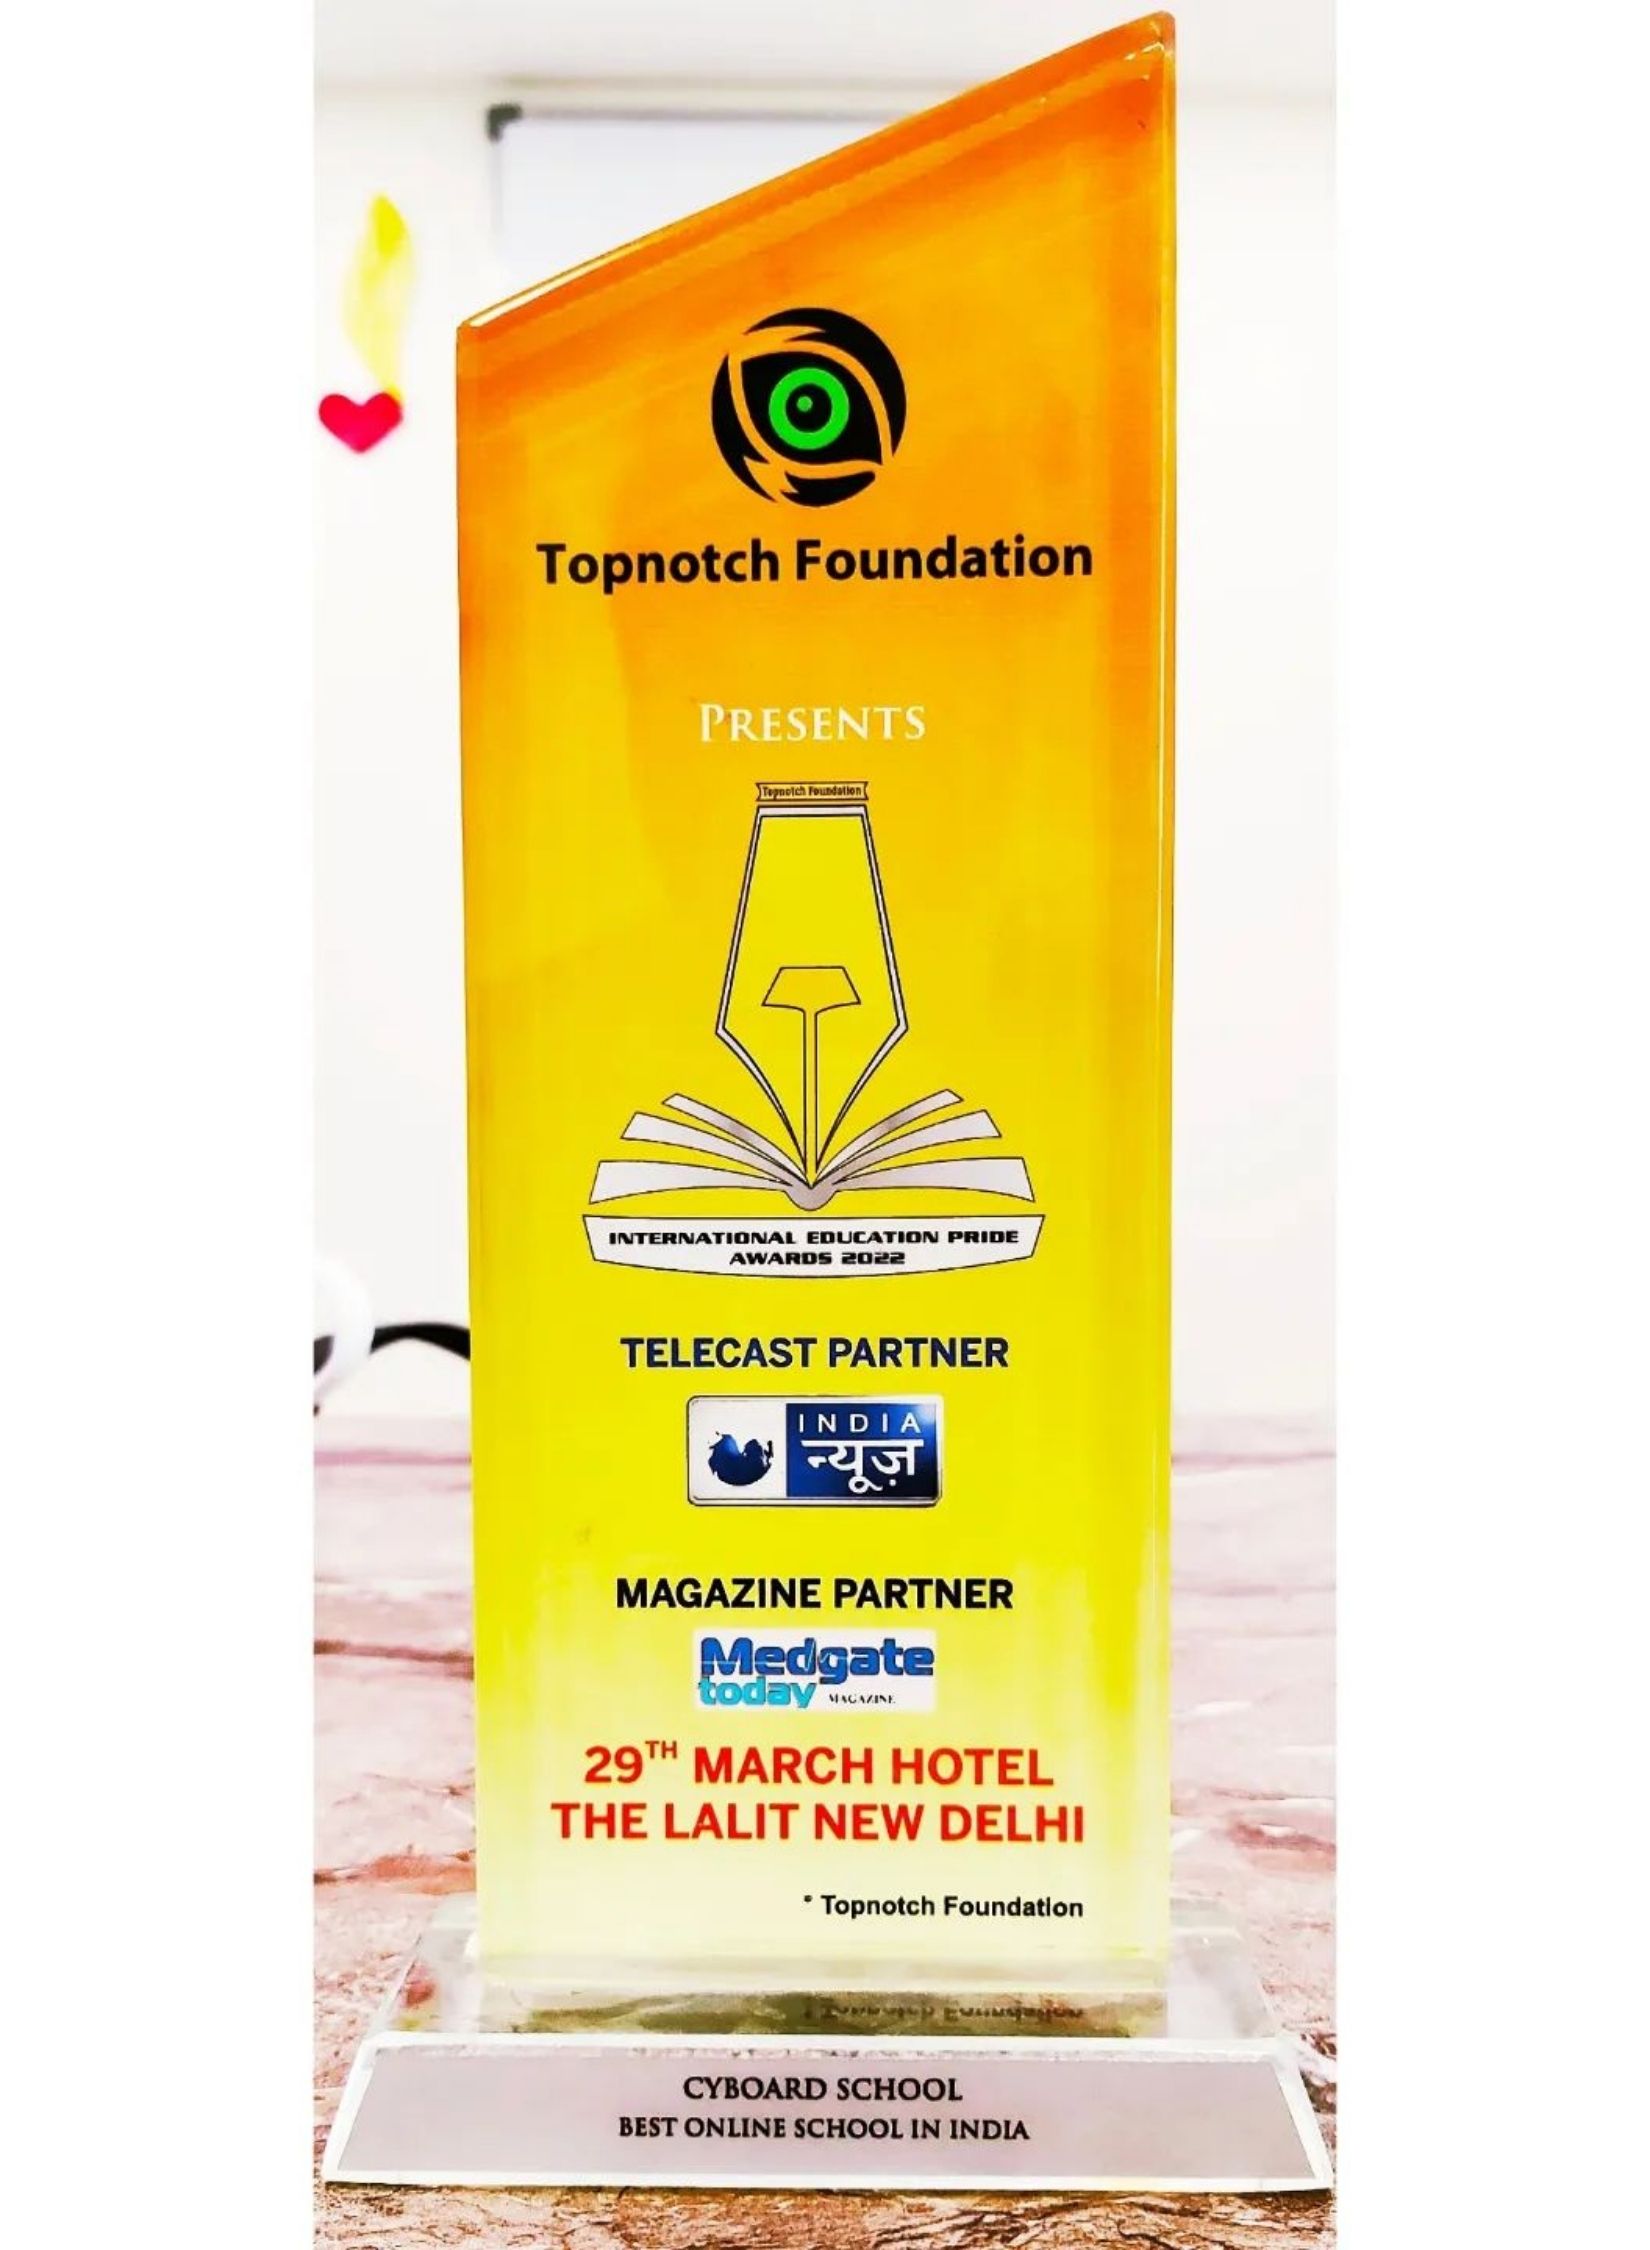 Topnotch Foundation
PRESENTS
Topnotch Foundation
INTERNATIONAL EDUCATION PRIDE
AWARDS 2022
TELECAST PARTNER
INDIA
न्यूज़
MAGAZINE PARTNER
Medgate
today MAGAZINE
29TH MARCH HOTEL
THE LALIT NEW DELHI
* Topnotch Foundation
CYBOARD SCHOOL
BEST ONLINE SCHOOL IN INDIA